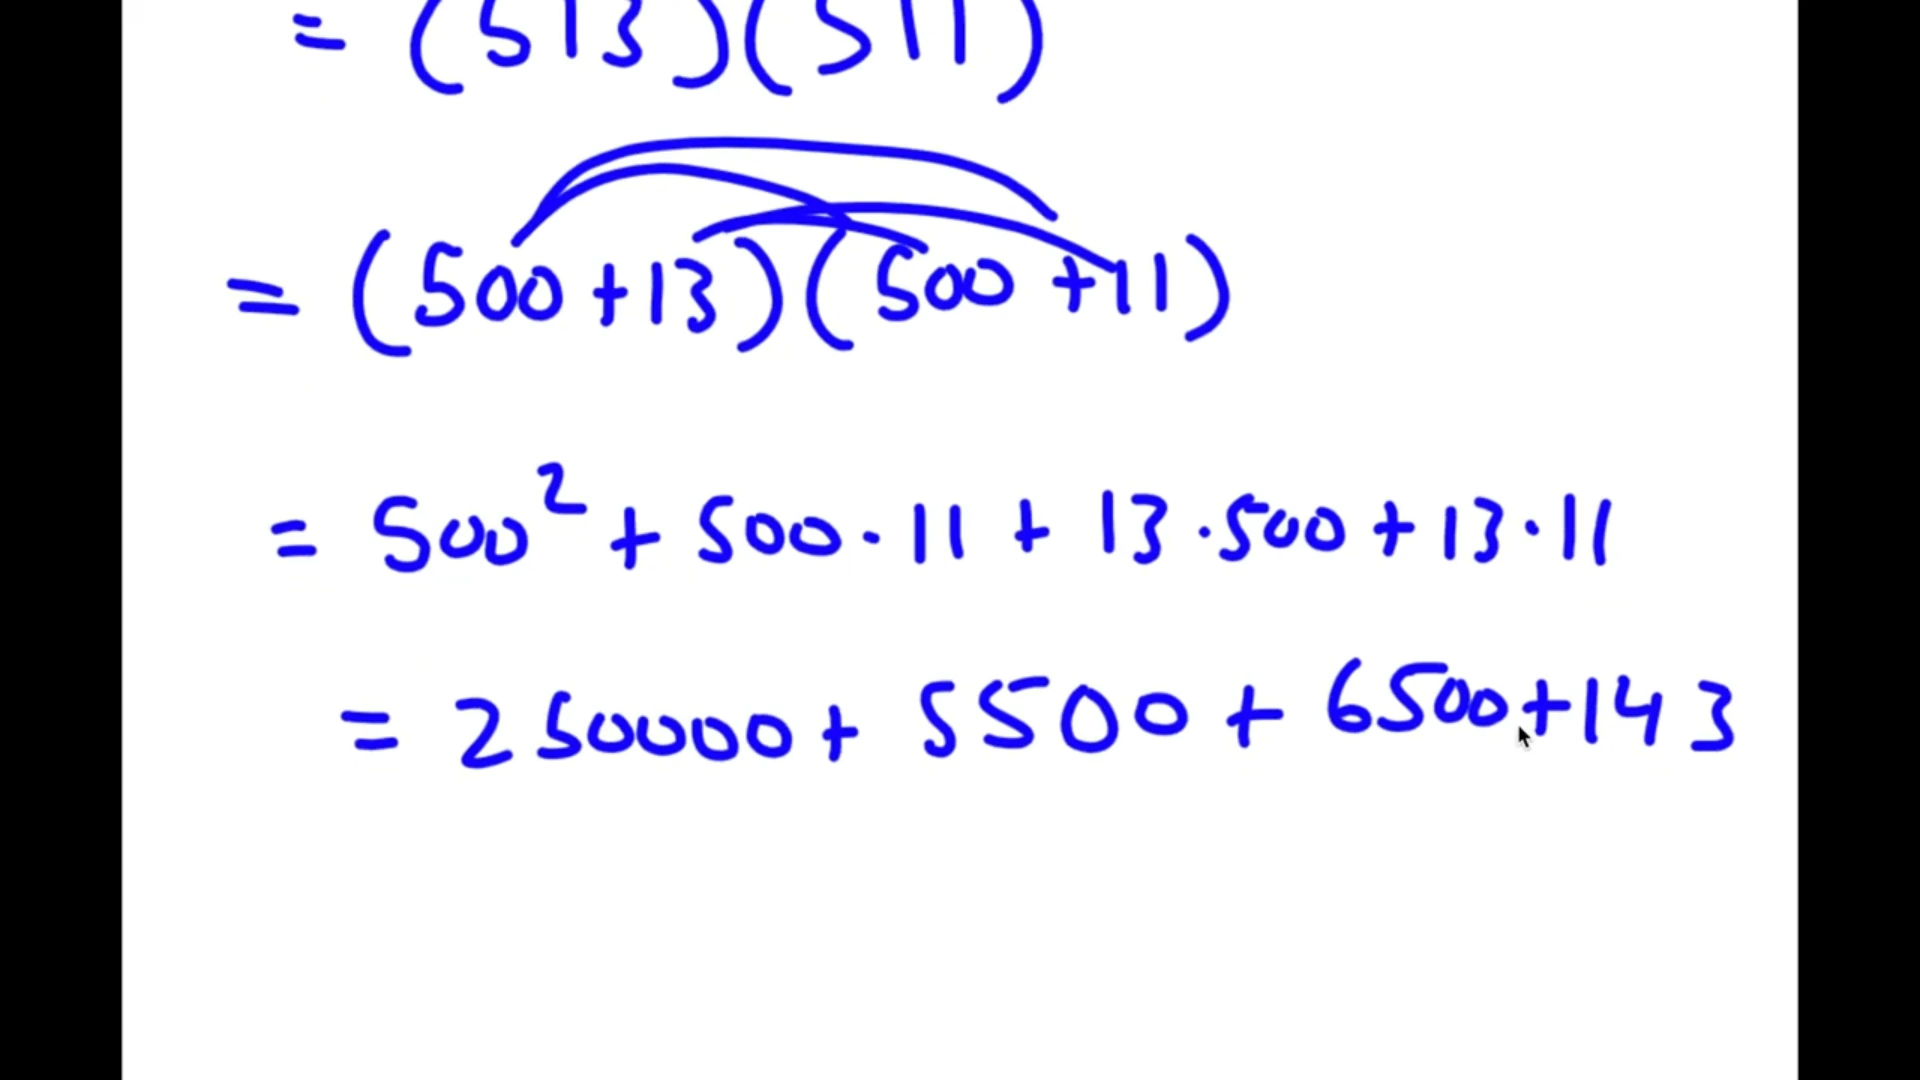 = (513)(511)
= (500+13)(500+11)
= 500² + 500·11 + 13·500 + 13·11
= 250000 + 5500 + 6500 + 143